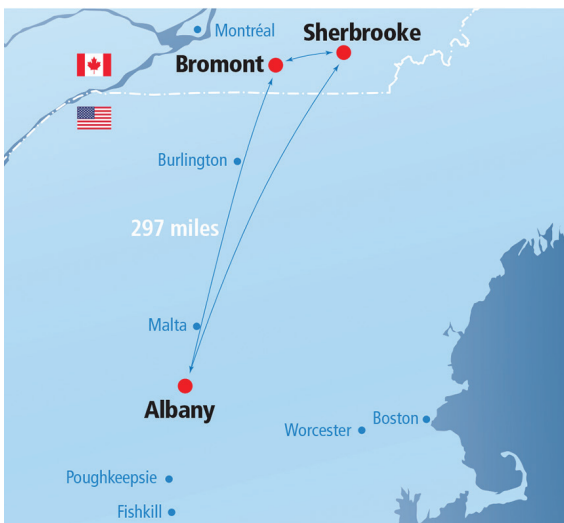 Sherbrooke
Montréal
Bromont
Burlington
297 miles
Malta
Albany
Boston
Worcester
Poughkeepsie
Fishkill